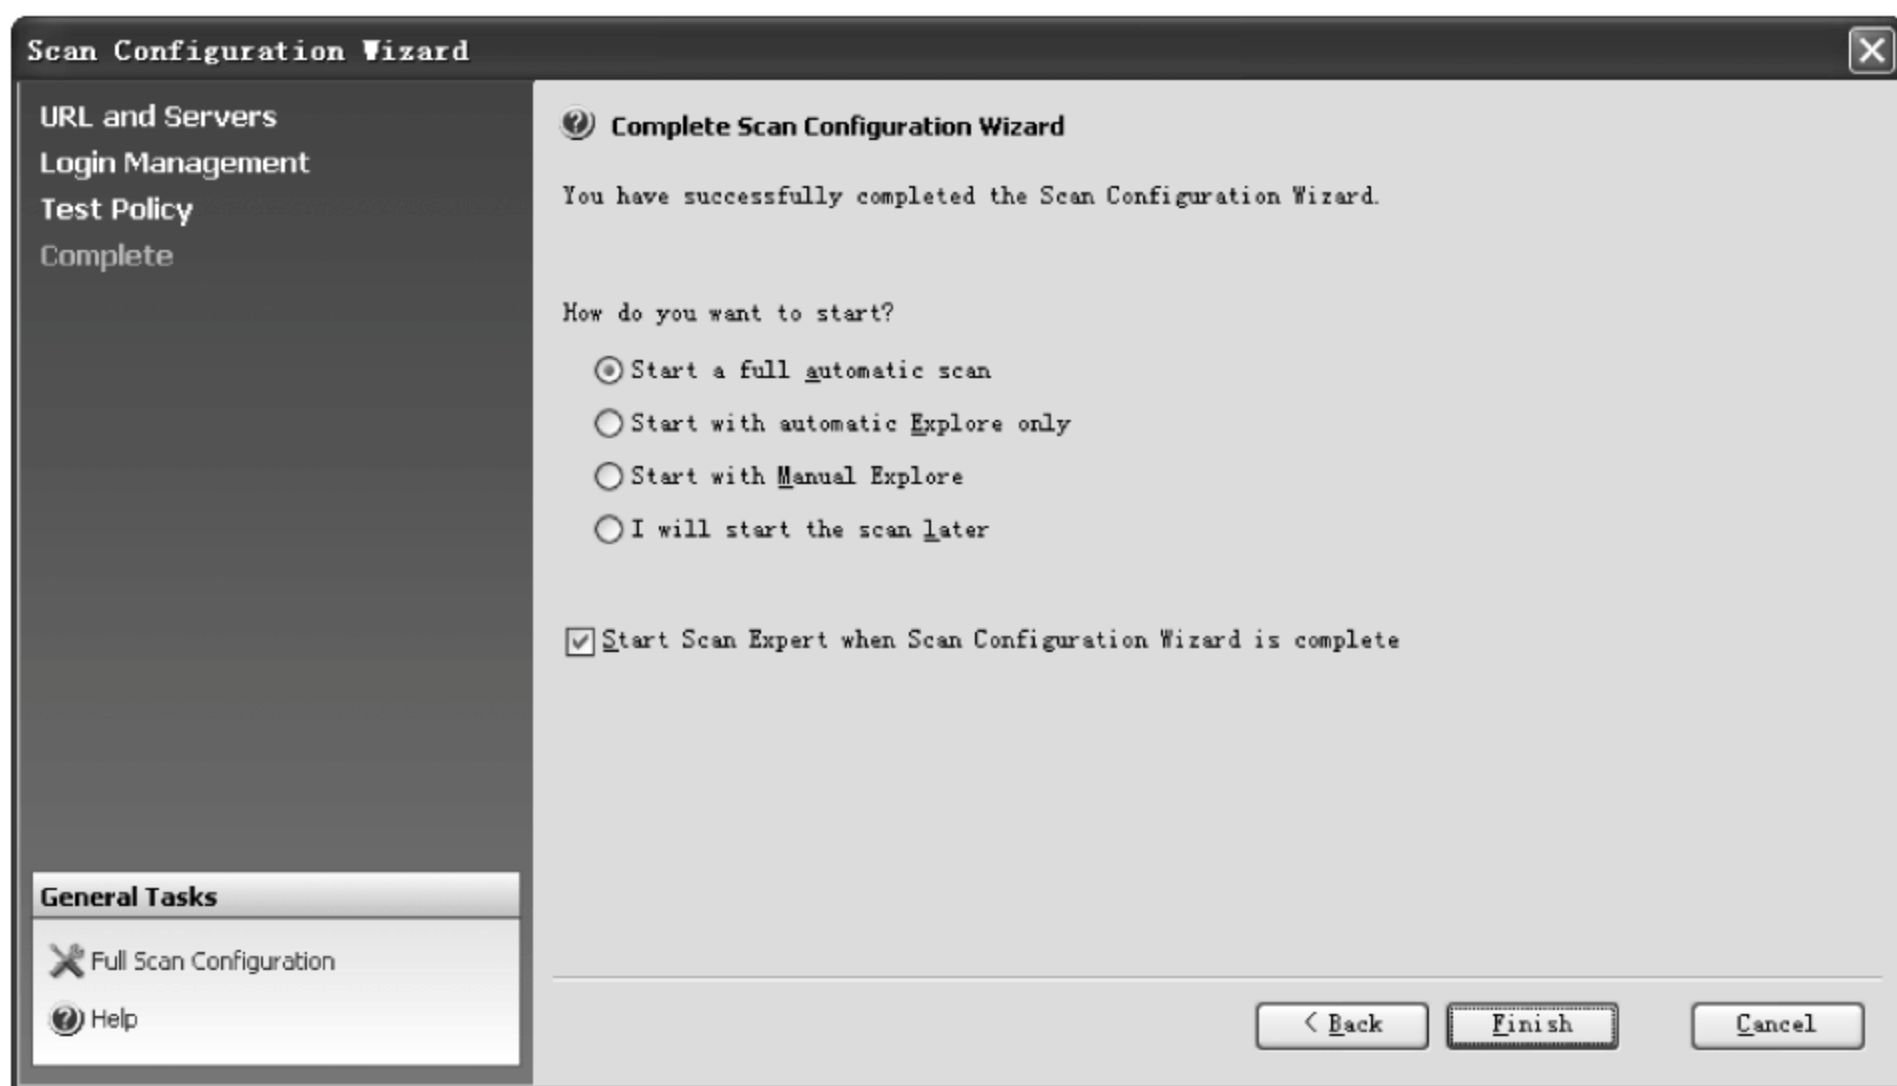 Scan Configuration Wizard
URL and Servers
Login Management
Test Policy
Complete
Complete Scan Configuration Wizard
You have successfully completed the Scan Configuration Wizard.
How do you want to start?
Start a full automatic scan
Start with automatic Explore only
Start with Manual Explore
I will start the scan later
Start Scan Expert when Scan Configuration Wizard is complete
General Tasks
Full Scan Configuration
Help
< Back
Finish
Cancel